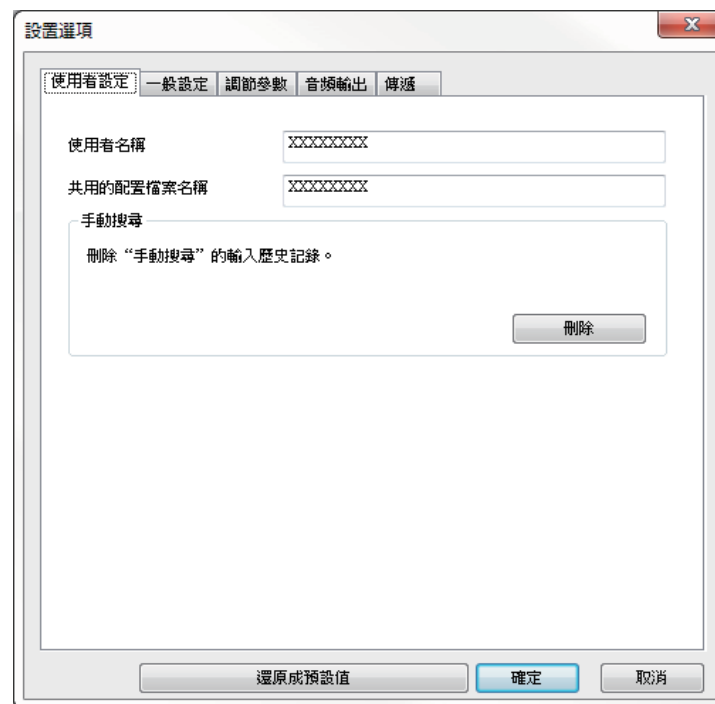 設置選項
使用者設定 一般設定 調節參數 音頻輸出 傳遞
使用者名稱 XXXXXXXXX
共用的配置檔案名稱 XXXXXXXXX
手動搜尋
刪除“手動搜尋”的輸入歷史記錄。
刪除
還原成預設值 確定 取消